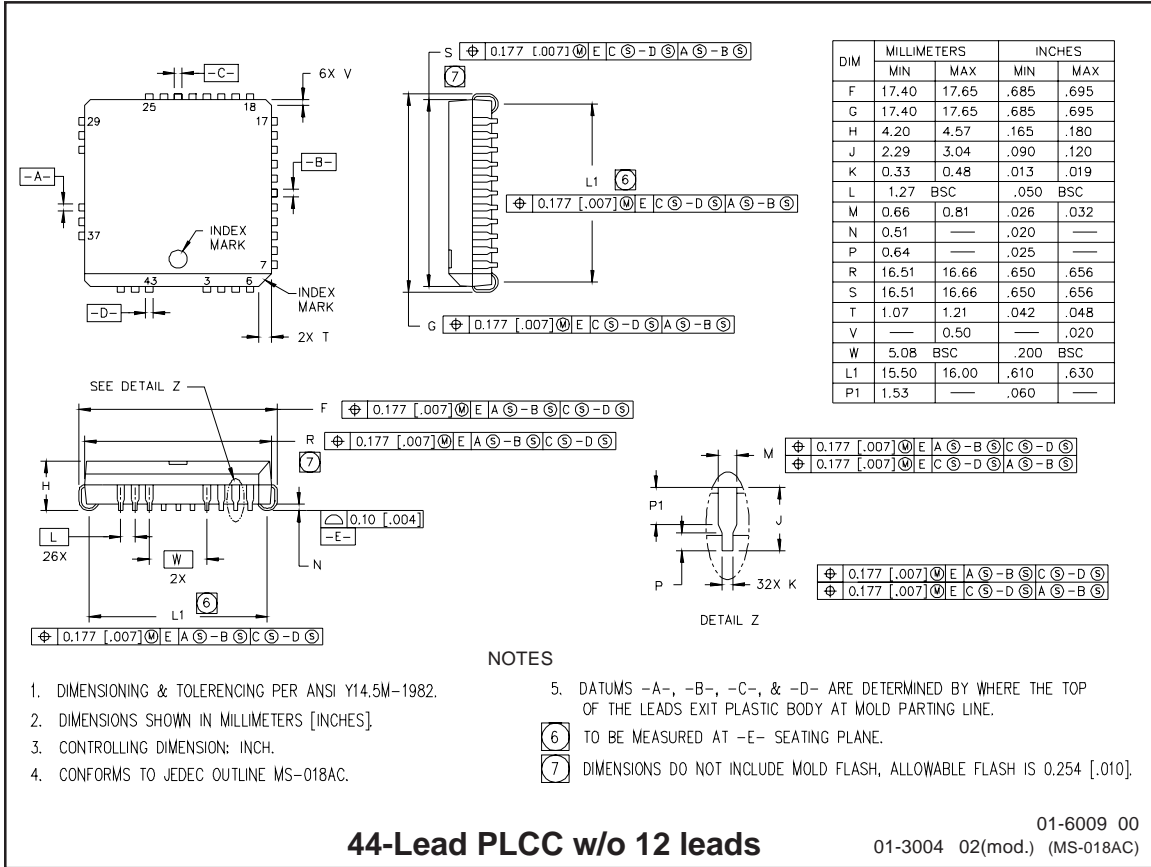 -C-
6X V
25
18
29
17
-B-
-A-
37
INDEX
MARK
7
43
3
6
-D-
INDEX
MARK
2X T
S ⌖ 0.177 [.007] Ⓜ E C Ⓢ-D Ⓢ A Ⓢ-B Ⓢ
7
L1 6
⌖ 0.177 [.007] Ⓜ E C Ⓢ-D Ⓢ A Ⓢ-B Ⓢ
G ⌖ 0.177 [.007] Ⓜ E C Ⓢ-D Ⓢ A Ⓢ-B Ⓢ
DIM MILLIMETERS INCHES
MIN MAX MIN MAX
F 17.40 17.65 .685 .695
G 17.40 17.65 .685 .695
H 4.20 4.57 .165 .180
J 2.29 3.04 .090 .120
K 0.33 0.48 .013 .019
L 1.27 BSC .050 BSC
M 0.66 0.81 .026 .032
N 0.51 — .020 —
P 0.64 — .025 —
R 16.51 16.66 .650 .656
S 16.51 16.66 .650 .656
T 1.07 1.21 .042 .048
V — 0.50 — .020
W 5.08 BSC .200 BSC
L1 15.50 16.00 .610 .630
P1 1.53 — .060 —
SEE DETAIL Z
F ⌖ 0.177 [.007] Ⓜ E A Ⓢ-B Ⓢ C Ⓢ-D Ⓢ
R ⌖ 0.177 [.007] Ⓜ E A Ⓢ-B Ⓢ C Ⓢ-D Ⓢ
7
H
⌓ 0.10 [.004]
-E-
L
26X
W
2X
N
L1 6
⌖ 0.177 [.007] Ⓜ E A Ⓢ-B Ⓢ C Ⓢ-D Ⓢ
M ⌖ 0.177 [.007] Ⓜ E A Ⓢ-B Ⓢ C Ⓢ-D Ⓢ
⌖ 0.177 [.007] Ⓜ E C Ⓢ-D Ⓢ A Ⓢ-B Ⓢ
P1
J
P
32X K
⌖ 0.177 [.007] Ⓜ E A Ⓢ-B Ⓢ C Ⓢ-D Ⓢ
⌖ 0.177 [.007] Ⓜ E C Ⓢ-D Ⓢ A Ⓢ-B Ⓢ
DETAIL Z
NOTES
1. DIMENSIONING & TOLERENCING PER ANSI Y14.5M-1982.
2. DIMENSIONS SHOWN IN MILLIMETERS [INCHES].
3. CONTROLLING DIMENSION: INCH.
4. CONFORMS TO JEDEC OUTLINE MS-018AC.
5. DATUMS -A-, -B-, -C-, & -D- ARE DETERMINED BY WHERE THE TOP
OF THE LEADS EXIT PLASTIC BODY AT MOLD PARTING LINE.
6 TO BE MEASURED AT -E- SEATING PLANE.
7 DIMENSIONS DO NOT INCLUDE MOLD FLASH, ALLOWABLE FLASH IS 0.254 [.010].
44-Lead PLCC w/o 12 leads
01-6009 00
01-3004 02(mod.) (MS-018AC)